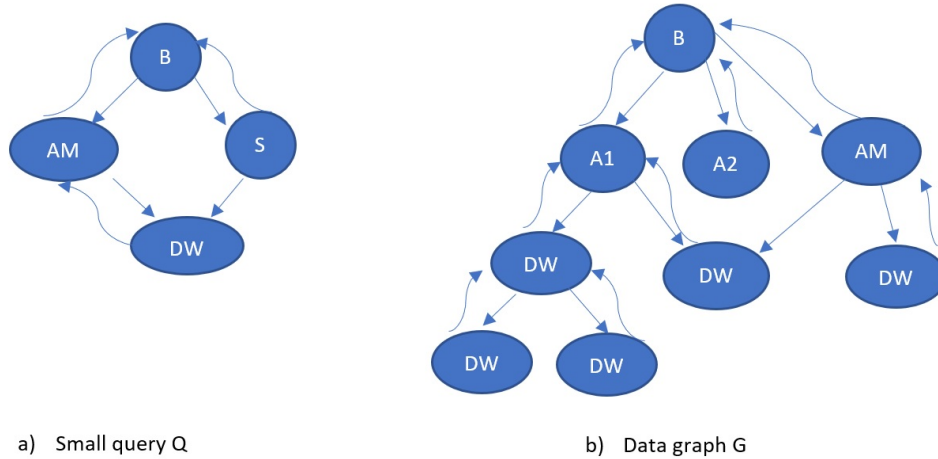 B
B
AM
S
A1
A2
AM
DW
DW
DW
DW
DW
DW
a) Small query Q
b) Data graph G